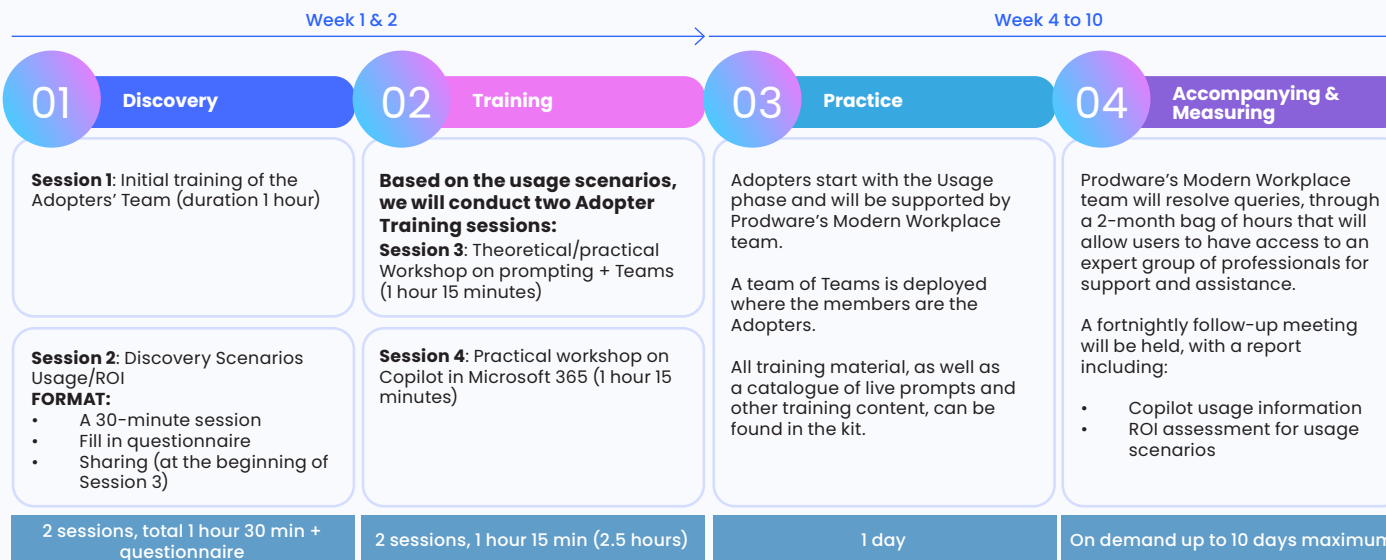 Week 1 & 2
Week 4 to 10
01
Discovery
02
Training
03
Practice
04
Accompanying &
Measuring
Session 1: Initial training of the
Adopters' Team (duration 1 hour)
Session 2: Discovery Scenarios
Usage/ROI
FORMAT:
• A 30-minute session
• Fill in questionnaire
• Sharing (at the beginning of
Session 3)
Based on the usage scenarios,
we will conduct two Adopter
Training sessions:
Session 3: Theoretical/practical
Workshop on prompting + Teams
(1 hour 15 minutes)
Session 4: Practical workshop on
Copilot in Microsoft 365 (1 hour 15
minutes)
Adopters start with the Usage
phase and will be supported by
Prodware's Modern Workplace
team.
A team of Teams is deployed
where the members are the
Adopters.
All training material, as well as
a catalogue of live prompts and
other training content, can be
found in the kit.
Prodware's Modern Workplace
team will resolve queries, through
a 2-month bag of hours that will
allow users to have access to an
expert group of professionals for
support and assistance.
A fortnightly follow-up meeting
will be held, with a report
including:
• Copilot usage information
• ROI assessment for usage
scenarios
2 sessions, total 1 hour 30 min +
questionnaire
2 sessions, 1 hour 15 min (2.5 hours)
1 day
On demand up to 10 days maximum